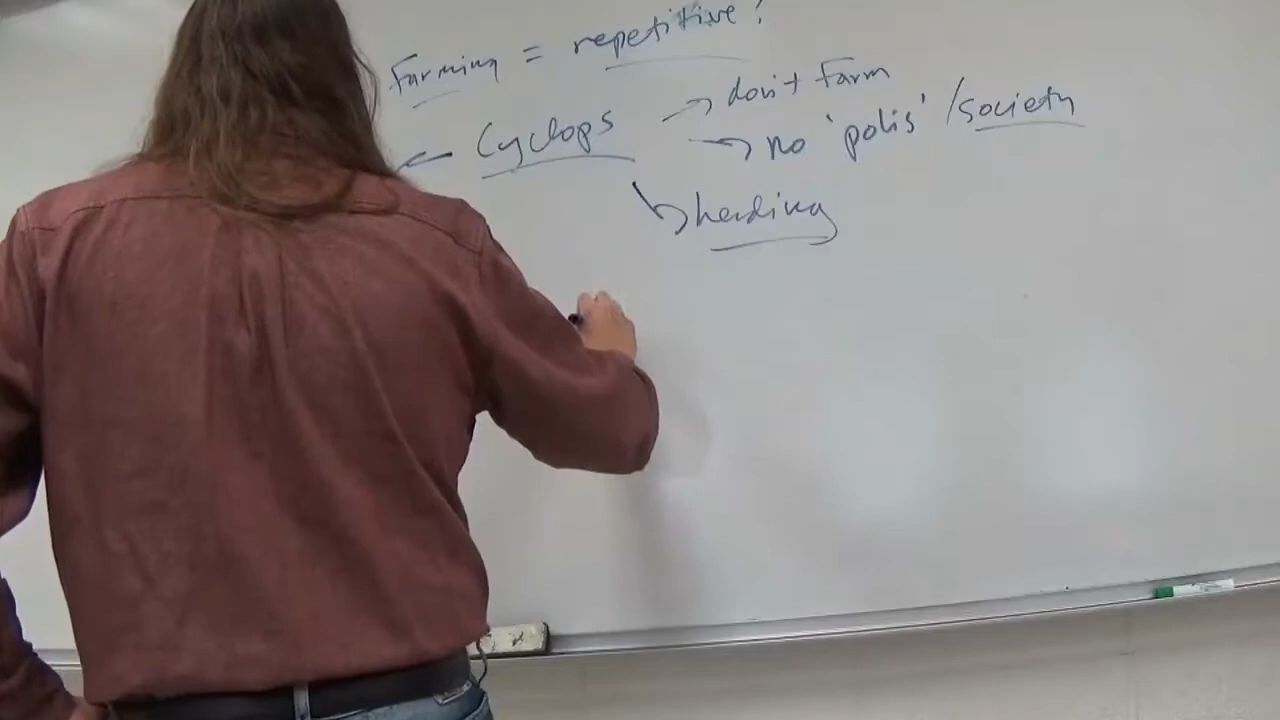 Farming = repetitive?
→ don't farm
← Cyclops
→ no 'polis' / society
↳ herding